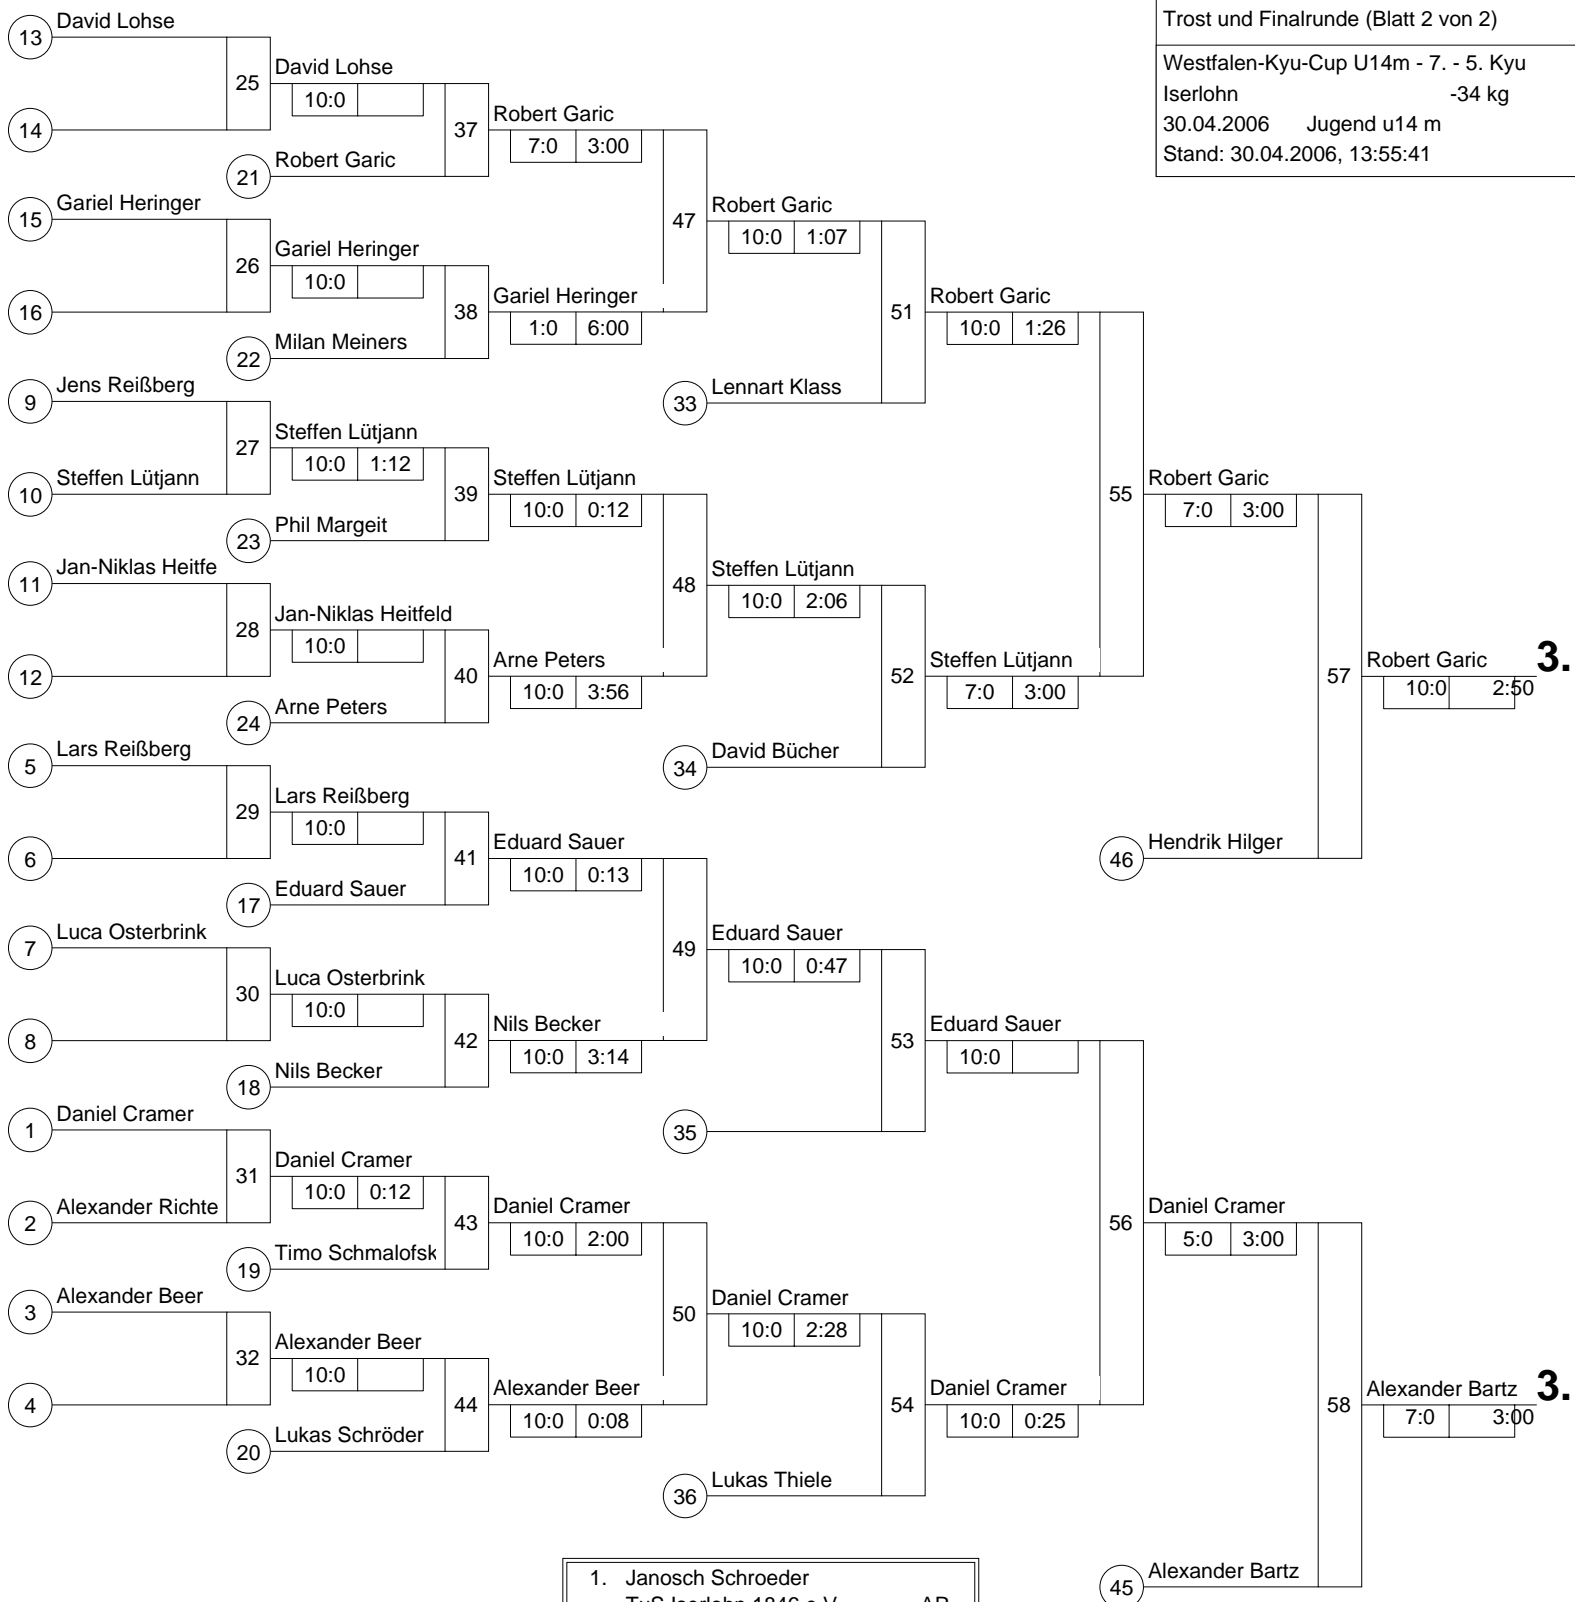 Trost und Finalrunde (Blatt 2 von 2)
Westfalen-Kyu-Cup U14m - 7. - 5. Kyu
Iserlohn -34 kg
30.04.2006 Jugend u14 m
Stand: 30.04.2006, 13:55:41
13 David Lohse
25 David Lohse
10:0
14
37 Robert Garic
7:0 3:00
21 Robert Garic
15 Gariel Heringer
47 Robert Garic
10:0 1:07
26 Gariel Heringer
10:0
16
38 Gariel Heringer
1:0 6:00
22 Milan Meiners
51 Robert Garic
10:0 1:26
9 Jens Reißberg
33 Lennart Klass
27 Steffen Lütjann
10:0 1:12
10 Steffen Lütjann
39 Steffen Lütjann
10:0 0:12
23 Phil Margeit
55 Robert Garic
7:0 3:00
11 Jan-Niklas Heitfe
48 Steffen Lütjann
10:0 2:06
28 Jan-Niklas Heitfeld
10:0
12
40 Arne Peters
10:0 3:56
24 Arne Peters
52 Steffen Lütjann
7:0 3:00
57 Robert Garic 3.
10:0 2:50
5 Lars Reißberg
34 David Bücher
29 Lars Reißberg
10:0
6
41 Eduard Sauer
10:0 0:13
46 Hendrik Hilger
17 Eduard Sauer
7 Luca Osterbrink
49 Eduard Sauer
10:0 0:47
30 Luca Osterbrink
10:0
8
42 Nils Becker
10:0 3:14
18 Nils Becker
53 Eduard Sauer
10:0
1 Daniel Cramer
35
31 Daniel Cramer
10:0 0:12
2 Alexander Richte
43 Daniel Cramer
10:0 2:00
19 Timo Schmalofsk
56 Daniel Cramer
5:0 3:00
3 Alexander Beer
50 Daniel Cramer
10:0 2:28
32 Alexander Beer
10:0
4
44 Alexander Beer
10:0 0:08
20 Lukas Schröder
54 Daniel Cramer
10:0 0:25
58 Alexander Bartz 3.
7:0 3:00
36 Lukas Thiele
45 Alexander Bartz
1. Janosch Schroeder